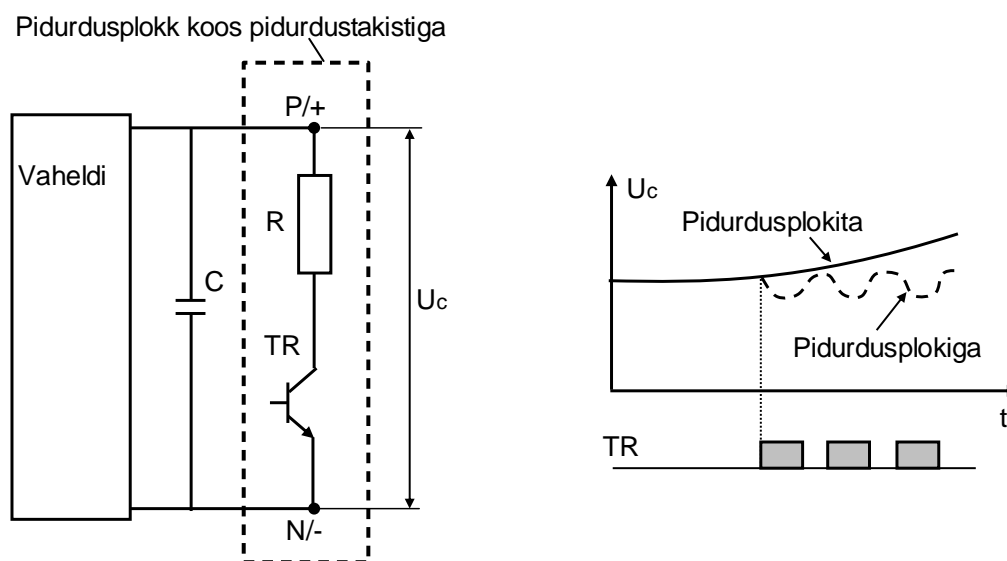 Pidurdusplokk koos pidurdustakistiga
P/+
Vaheldi
R
C
Uc
TR
N/-
Uc
Pidurdusplokita
Pidurdusplokiga
t
TR